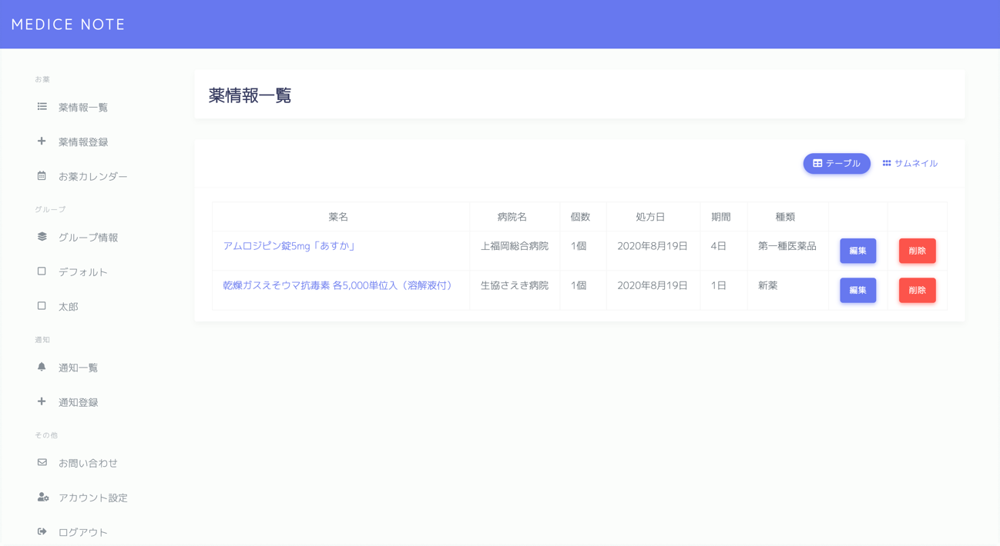 MEDICE NOTE
お薬
薬情報一覧
薬情報登録
お薬カレンダー
グループ
グループ情報
デフォルト
太郎
通知
通知一覧
通知登録
その他
お問い合わせ
アカウント設定
ログアウト
薬情報一覧
テーブル サムネイル
薬名 病院名 個数 処方日 期間 種類
アムロジピン錠5mg「あすか」 上福岡総合病院 1個 2020年8月19日 4日 第一種医薬品 編集 削除
乾燥ガスえそウマ抗毒素 各5,000単位入（溶解液付） 生協さえき病院 1個 2020年8月19日 1日 新薬 編集 削除